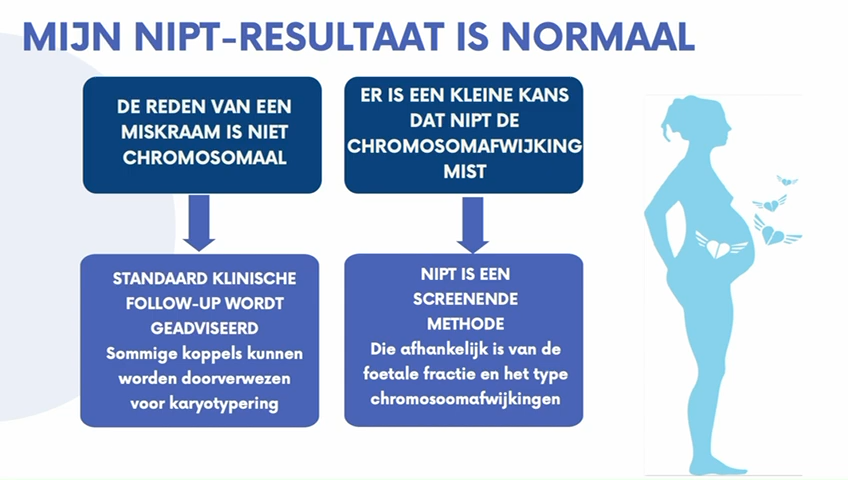 MIJN NIPT-RESULTAAT IS NORMAAL
DE REDEN VAN EEN
MISKRAAM IS NIET
CHROMOSOMAAL
ER IS EEN KLEINE KANS
DAT NIPT DE
CHROMOSOMAFWIJKING
MIST
STANDAARD KLINISCHE
FOLLOW-UP WORDT
GEADVISEERD
Sommige koppels kunnen
worden doorverwezen
voor karyotypering
NIPT IS EEN
SCREENENDE
METHODE
Die afhankelijk is van de
foetale fractie en het type
chromosoomafwijkingen